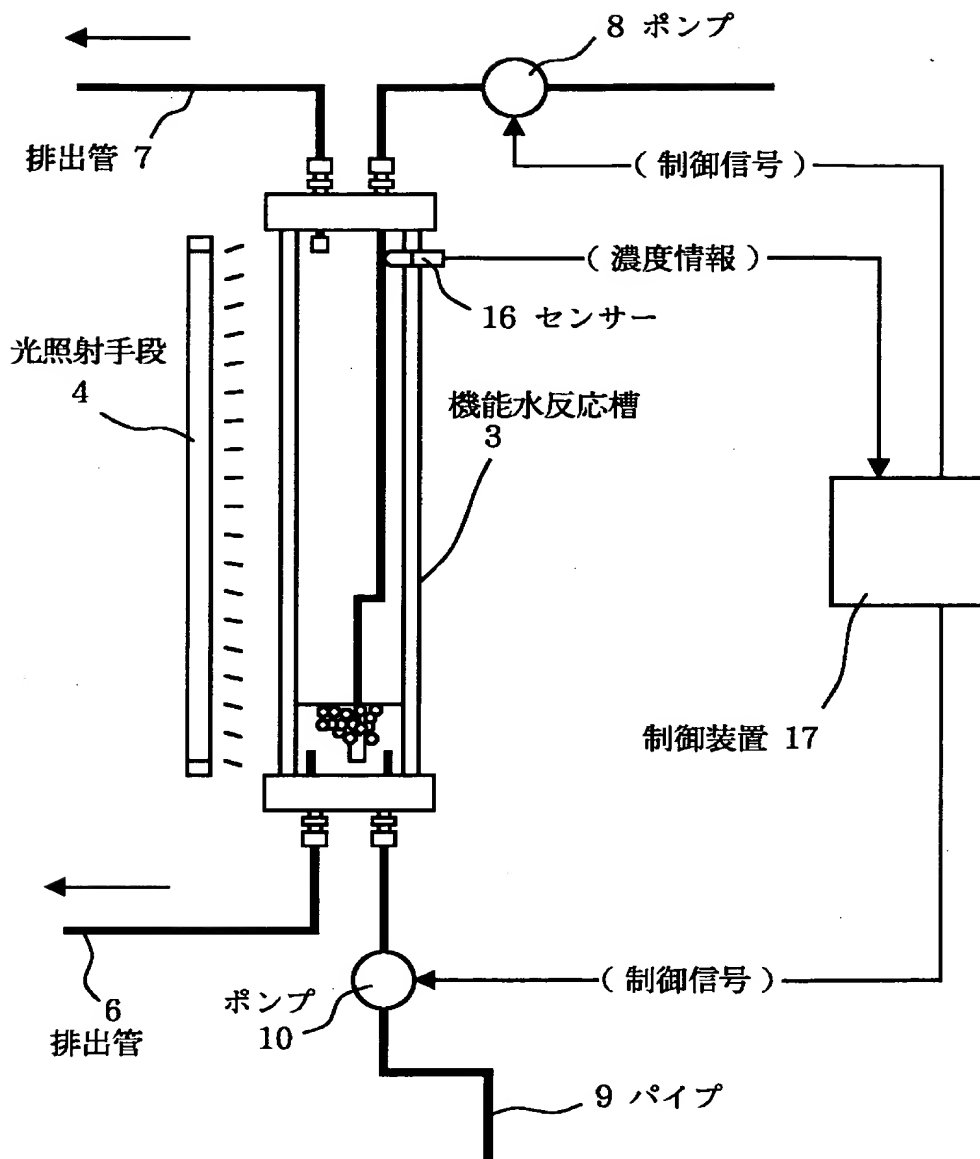 8 ポンプ
排出管 7
( 制御信号 )
( 濃度情報 )
16 センサー
光照射手段
4
機能水反応槽
3
制御装置 17
( 制御信号 )
ポンプ
10
6
排出管
9 パイプ